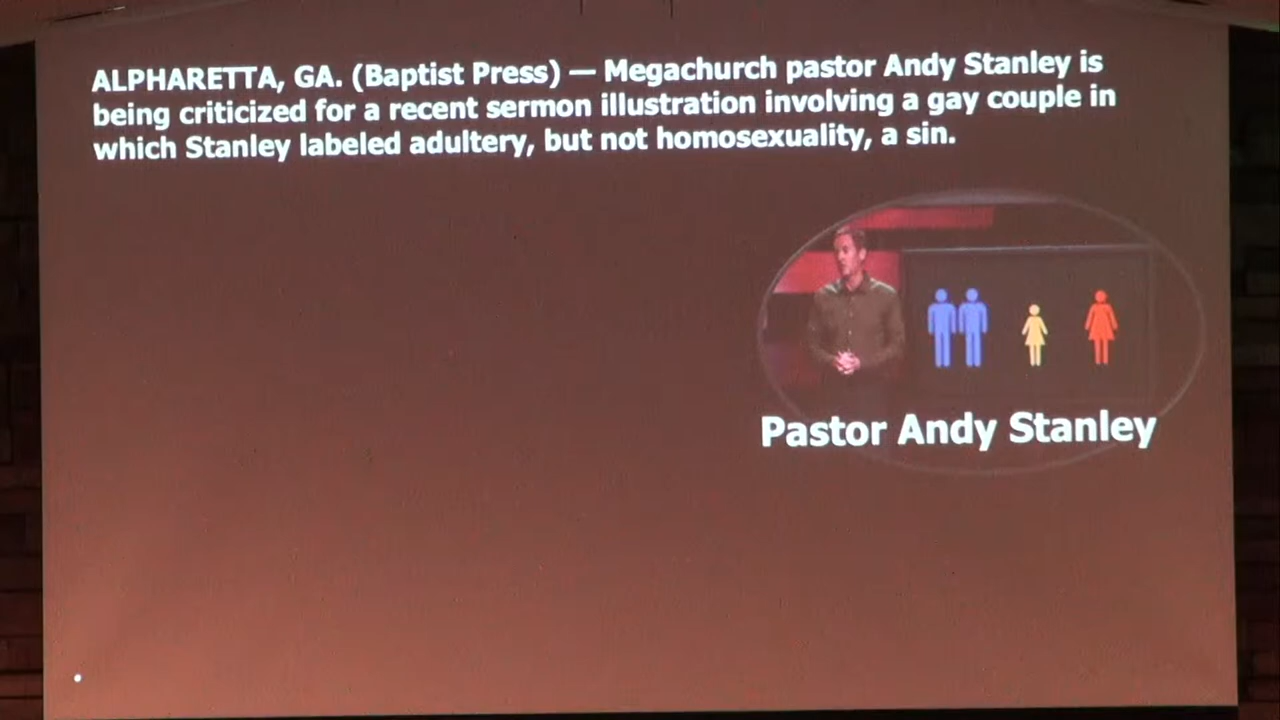 ALPHARETTA, GA. (Baptist Press) — Megachurch pastor Andy Stanley is
being criticized for a recent sermon illustration involving a gay couple in
which Stanley labeled adultery, but not homosexuality, a sin.
Pastor Andy Stanley